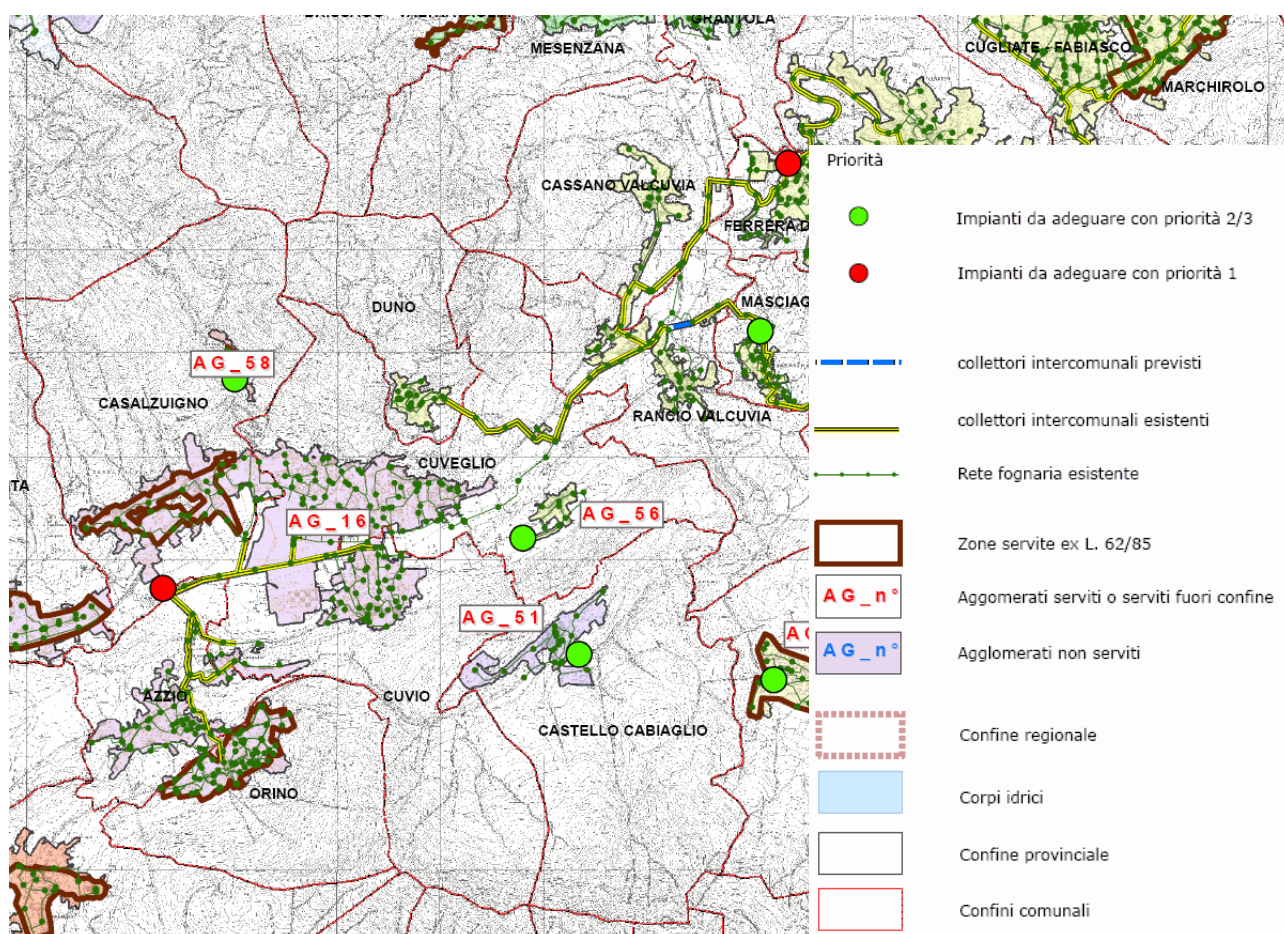 GRANTOLA
MESENZANA
CUGLIATE - FABIASCO
MARCHIROLO
CASSANO VALCUVIA
FERRERA D
MASCIAG
DUNO
AG_58
CASALZUIGNO
RANCIO VALCUVIA
CUVEGLIO
TA
AG_16
AG_56
AG_51
AZZIO
CUVIO
CASTELLO CABIAGLIO
ORINO
Priorità
Impianti da adeguare con priorità 2/3
Impianti da adeguare con priorità 1
collettori intercomunali previsti
collettori intercomunali esistenti
Rete fognaria esistente
Zone servite ex L. 62/85
AG_n° Aggomerati serviti o serviti fuori confine
AG_n° Agglomerati non serviti
Confine regionale
Corpi idrici
Confine provinciale
Confini comunali